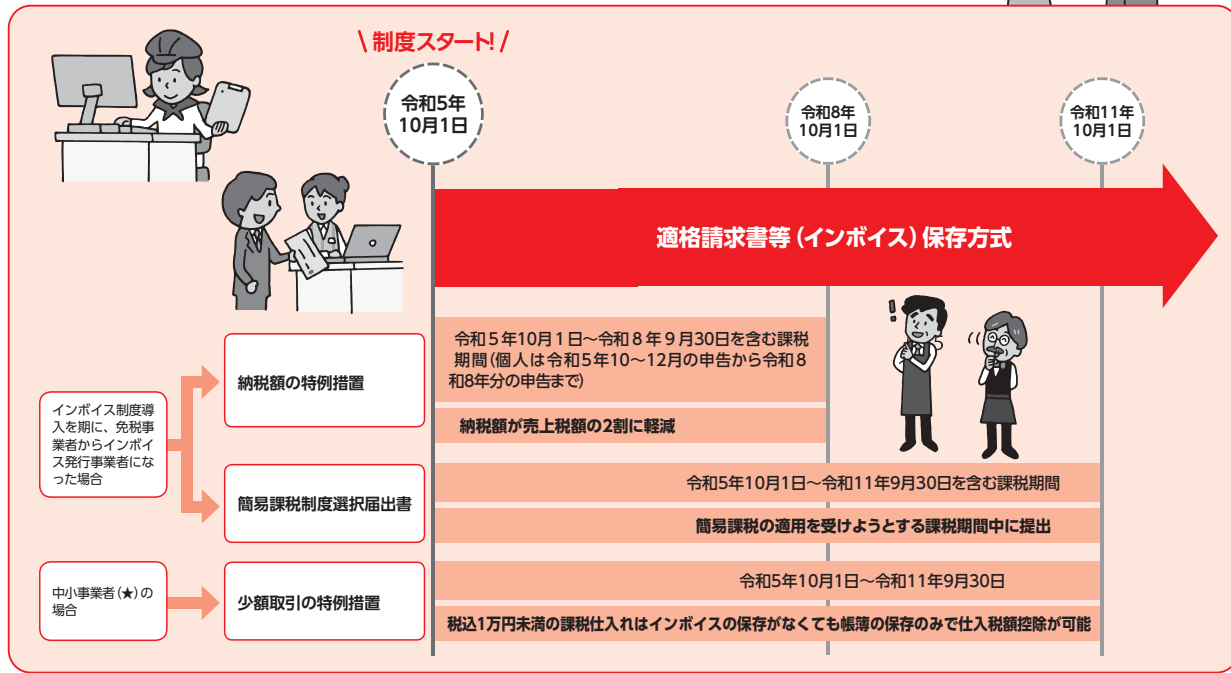 \ 制度スタート! /
令和5年
10月1日
令和8年
10月1日
令和11年
10月1日
適格請求書等（インボイス）保存方式
インボイス制度導
入を期に、免税事
業者からインボイ
ス発行事業者にな
った場合
納税額の特例措置
令和５年10月１日～令和８年９月30日を含む課税
期間（個人は令和5年10～12月の申告から令和8
和8年分の申告まで）
納税額が売上税額の2割に軽減
簡易課税制度選択届出書
令和5年10月1日～令和11年9月30日を含む課税期間
簡易課税の適用を受けようとする課税期間中に提出
中小事業者（★）の
場合
少額取引の特例措置
令和5年10月1日～令和11年9月30日
税込1万円未満の課税仕入れはインボイスの保存がなくても帳簿の保存のみで仕入税額控除が可能